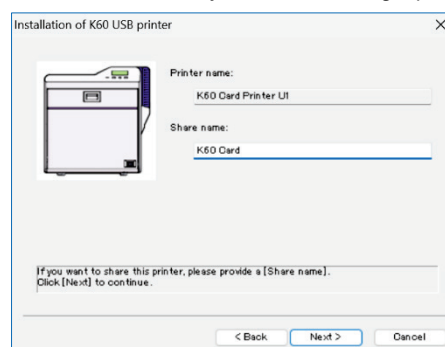 Installation of K60 USB printer
Printer name:
K60 Card Printer U1
Share name:
K60 Card
If you want to share this printer, please provide a [Share name].
Click [Next] to continue.
< Back
Next >
Cancel